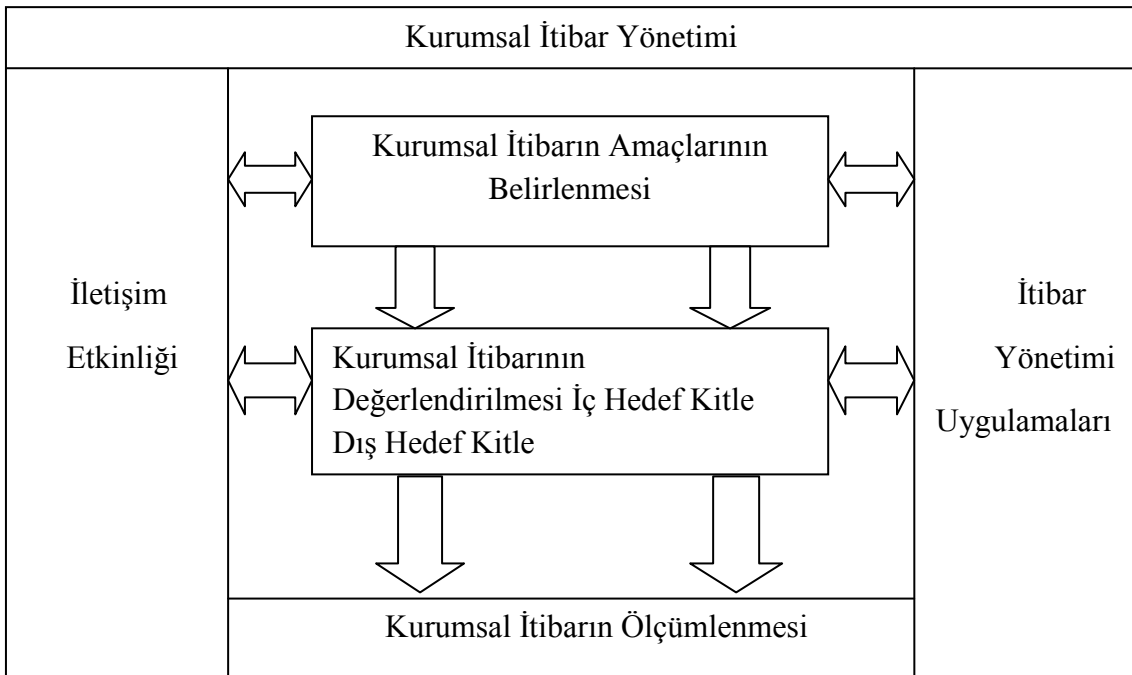 Kurumsal İtibar Yönetimi
İletişim
Etkinliği
Kurumsal İtibarın Amaçlarının
Belirlenmesi
Kurumsal İtibarının
Değerlendirilmesi İç Hedef Kitle
Dış Hedef Kitle
Kurumsal İtibarın Ölçümlenmesi
İtibar
Yönetimi
Uygulamaları